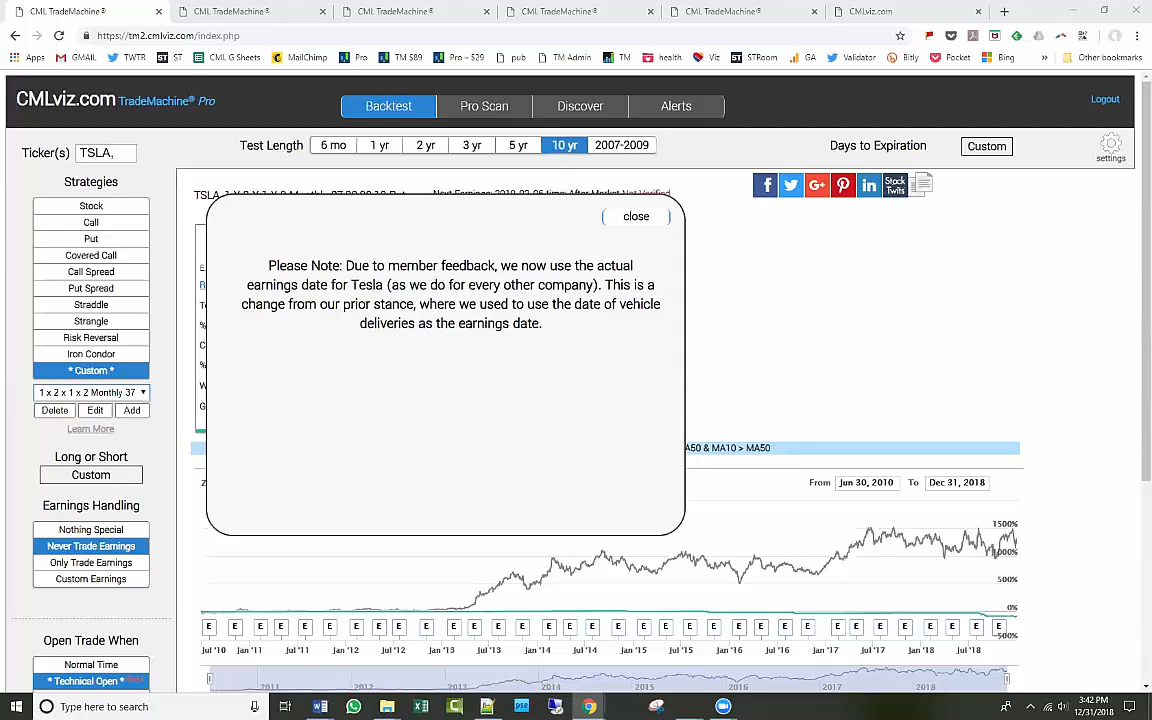 CML TradeMachine®
CML TradeMachine®
CML TradeMachine®
CML TradeMachine®
CML TradeMachine®
CMLviz.com
https://tm2.cmlviz.com/index.php
Apps GMAIL TWTR ST CML G Sheets MailChimp Pro TM $89 Pro - $29 pub TM Admin TM health Viz STRoom GA Validator Bitly Pocket Bing » Other bookmarks
CMLviz.com TradeMachine® Pro
Backtest Pro Scan Discover Alerts
Logout
Ticker(s) TSLA,
Test Length 6 mo 1 yr 2 yr 3 yr 5 yr 10 yr 2007-2009
Days to Expiration Custom
settings
Strategies
Stock
Call
Put
Covered Call
Call Spread
Put Spread
Straddle
Strangle
Risk Reversal
Iron Condor
* Custom *
1 x 2 x 1 x 2 Monthly 37
Delete Edit Add
Learn More
Long or Short
Custom
Earnings Handling
Nothing Special
Never Trade Earnings
Only Trade Earnings
Custom Earnings
Open Trade When
Normal Time
* Technical Open *
Stock Twits
close
Please Note: Due to member feedback, we now use the actual
earnings date for Tesla (as we do for every other company). This is a
change from our prior stance, where we used to use the date of vehicle
deliveries as the earnings date.
A50 & MA10 > MA50
From Jun 30, 2010 To Dec 31, 2018
1500%
1000%
500%
0%
500%
E E E E E E E E E E E E E E E E E E E E E E E E E E E E E E E E E E
Jul '10 Jan '11 Jul '11 Jan '12 Jul '12 Jan '13 Jul '13 Jan '14 Jul '14 Jan '15 Jul '15 Jan '16 Jul '16 Jan '17 Jul '17 Jan '18 Jul '18
2011 2012 2013 2014 2015 2016 2017 2018
Type here to search
3:42 PM
12/31/2018